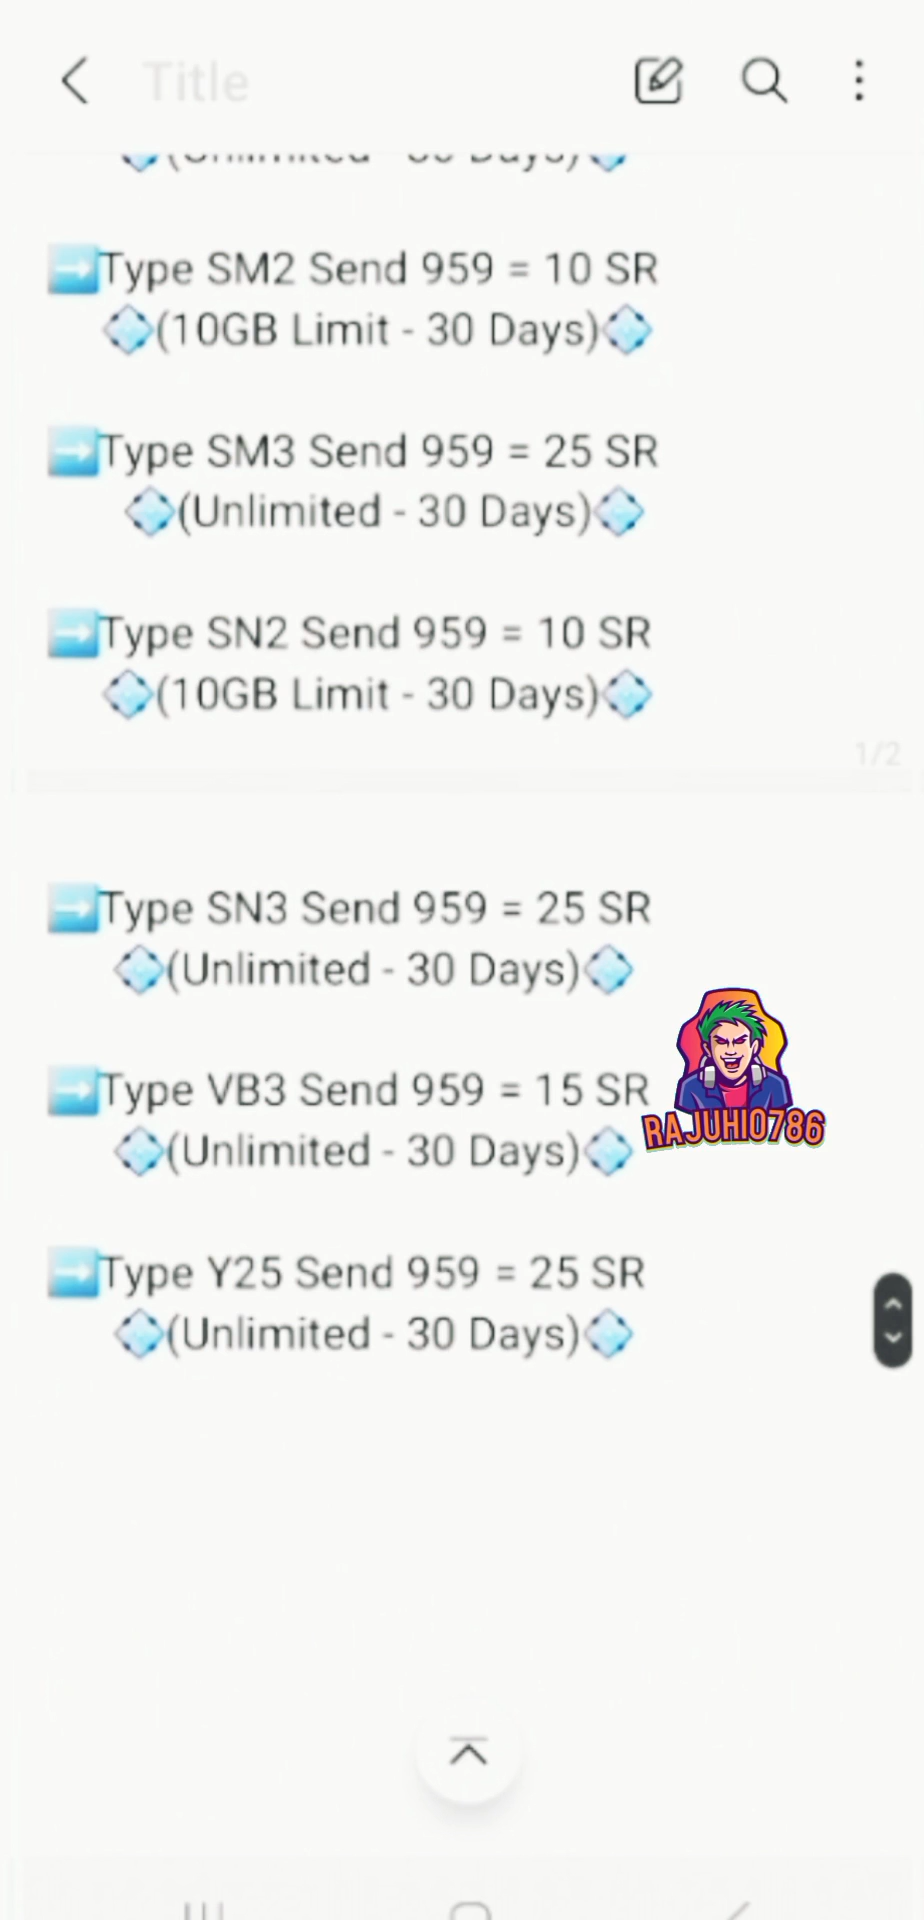 Title
(Unlimited - 30 Days)
➡️Type SM2 Send 959 = 10 SR
💠(10GB Limit - 30 Days)💠
➡️Type SM3 Send 959 = 25 SR
💠(Unlimited - 30 Days)💠
➡️Type SN2 Send 959 = 10 SR
💠(10GB Limit - 30 Days)💠
1/2
➡️Type SN3 Send 959 = 25 SR
💠(Unlimited - 30 Days)💠
➡️Type VB3 Send 959 = 15 SR
RAJUHI0786
💠(Unlimited - 30 Days)💠
➡️Type Y25 Send 959 = 25 SR
💠(Unlimited - 30 Days)💠